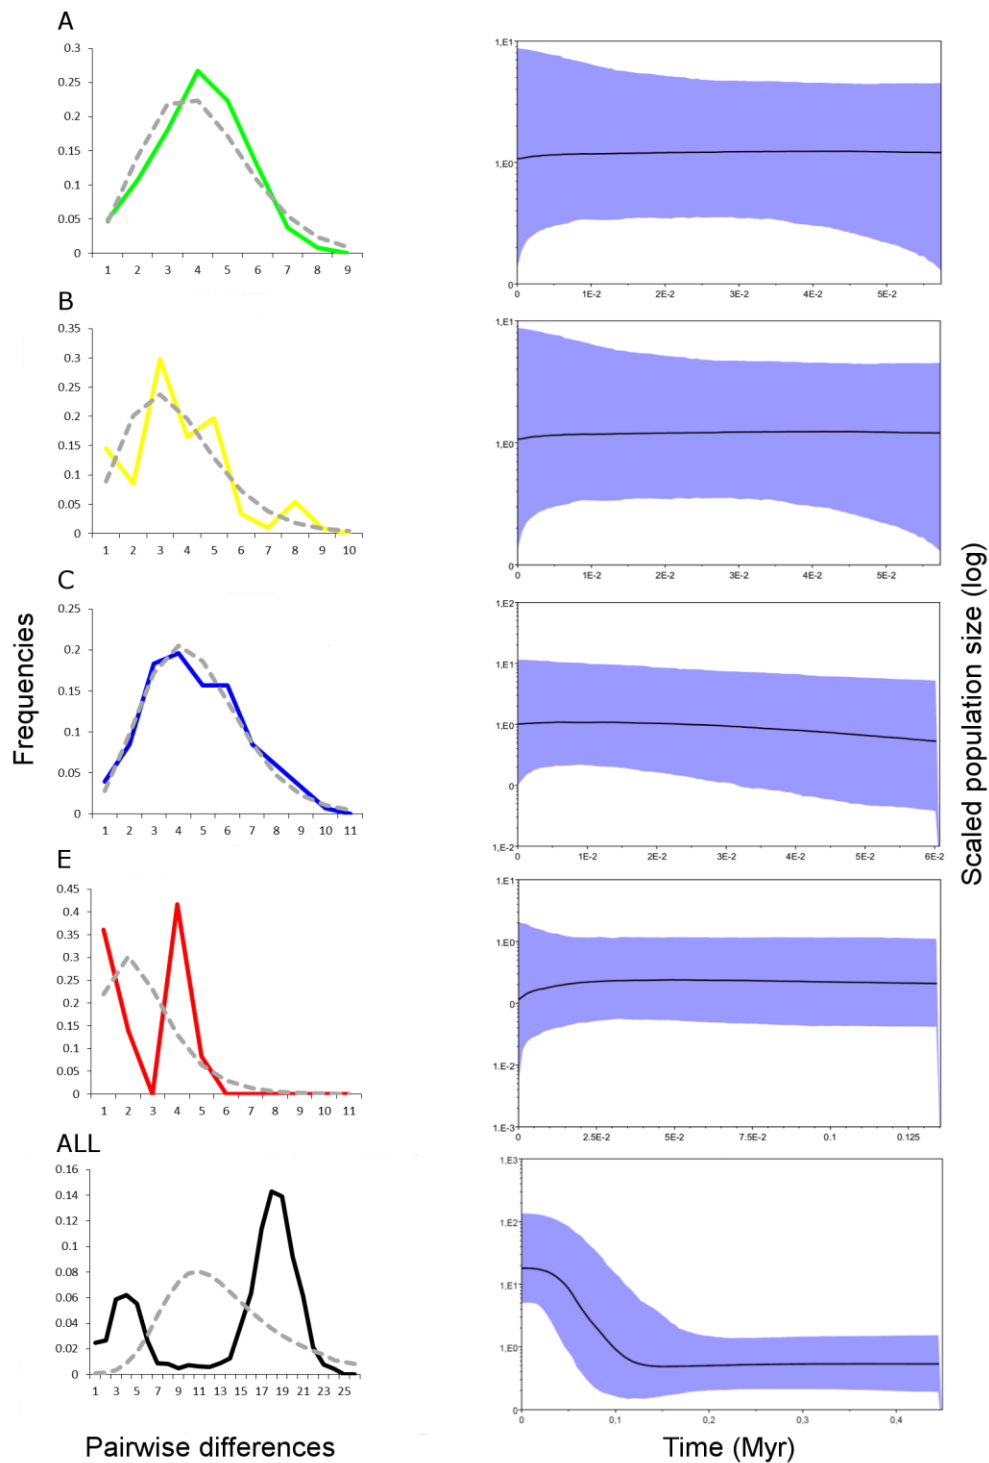 A
0.3
0.25
0.2
0.15
0.1
0.05
0
1 2 3 4 5 6 7 8 9
1,E1
1,E0
0
0 1E-2 2E-2 3E-2 4E-2 5E-2
B
0.35
0.3
0.25
0.2
0.15
0.1
0.05
0
1 2 3 4 5 6 7 8 9 10
1,E1
1,E0
0
0 1E-2 2E-2 3E-2 4E-2 5E-2
C
0.25
0.2
0.15
0.1
0.05
0
1 2 3 4 5 6 7 8 9 10 11
1,E2
1,E1
1,E0
0
1,E-2
0 1E-2 2E-2 3E-2 4E-2 5E-2 6E-2
E
0.45
0.4
0.35
0.3
0.25
0.2
0.15
0.1
0.05
0
1 2 3 4 5 6 7 8 9 10 11
1,E1
1,E0
0
1,E-2
1,E-3
0 2.5E-2 5E-2 7.5E-2 0.1 0.125
ALL
0.16
0.14
0.12
0.1
0.08
0.06
0.04
0.02
0
1 3 5 7 9 11 13 15 17 19 21 23 25
1,E3
1,E2
1,E1
1,E0
0
0 0,1 0,2 0,3 0,4
Frequencies
Scaled population size (log)
Pairwise differences
Time (Myr)